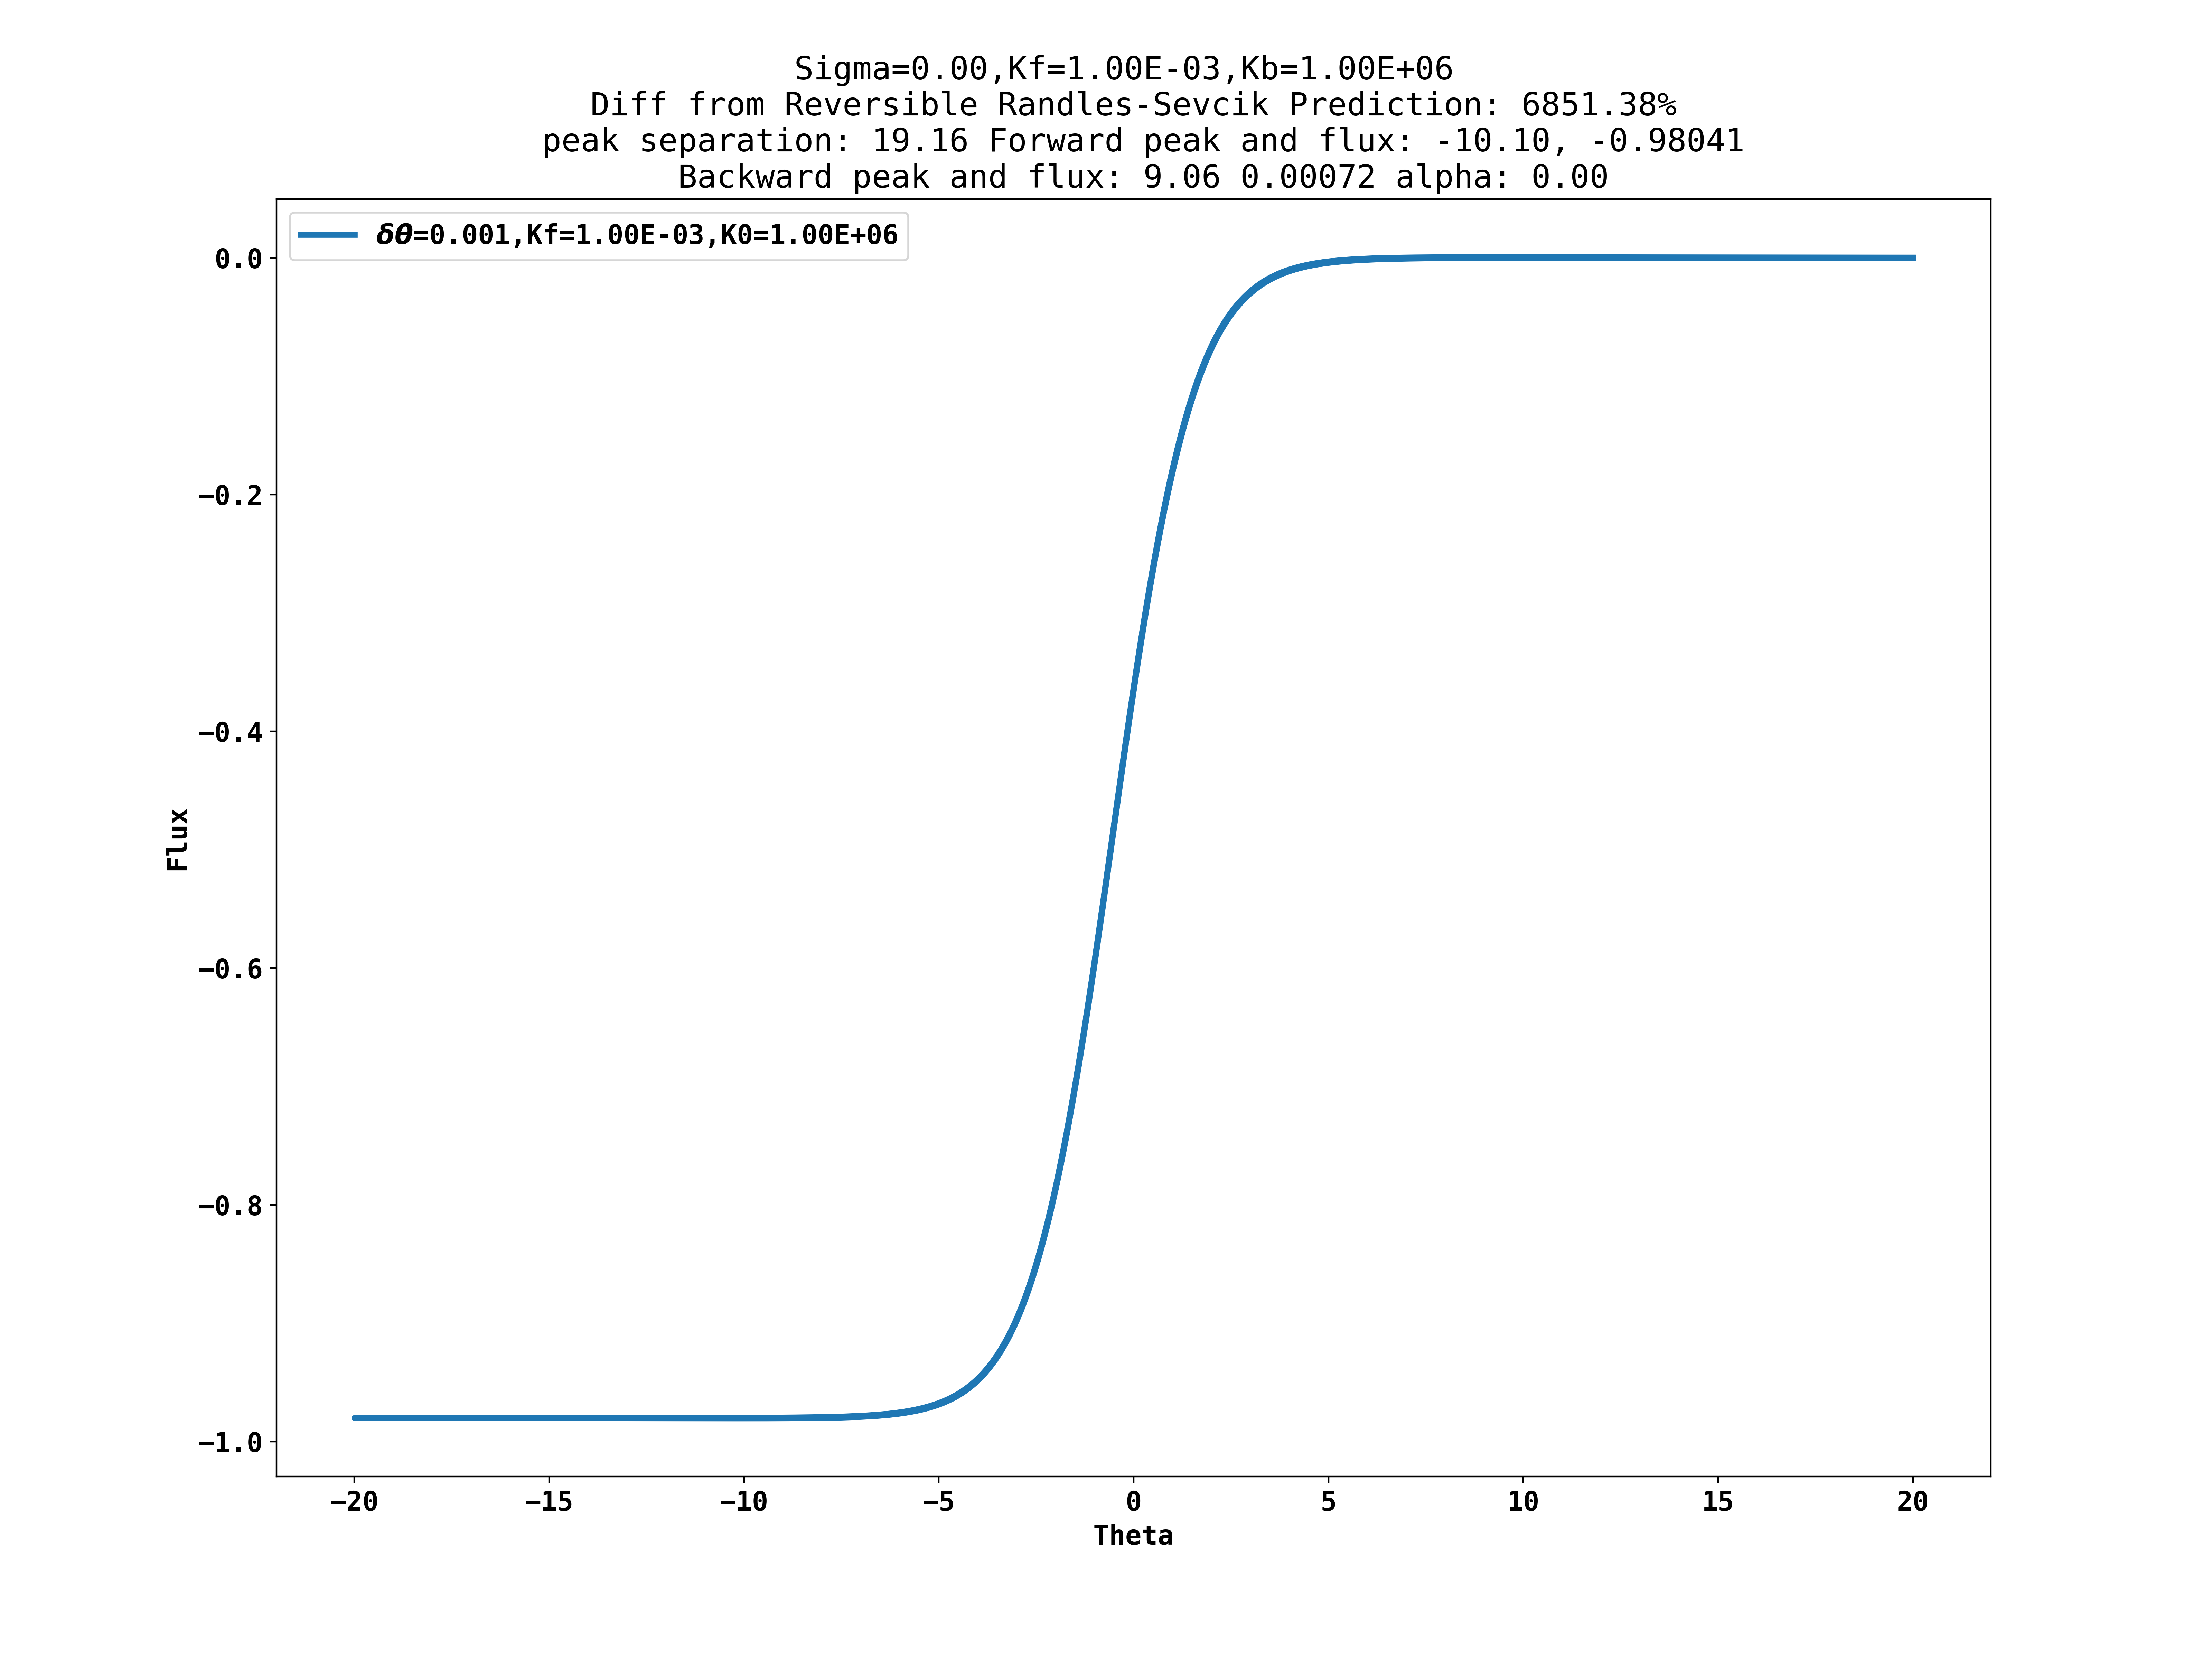 Sigma=0.00,Kf=1.00E-03,Kb=1.00E+06
Diff from Reversible Randles-Sevcik Prediction: 6851.38%
peak separation: 19.16 Forward peak and flux: -10.10, -0.98041
Backward peak and flux: 9.06 0.00072 alpha: 0.00
δθ=0.001,Kf=1.00E-03,K0=1.00E+06
0.0
−0.2
−0.4
−0.6
−0.8
−1.0
Flux
−20 −15 −10 −5 0 5 10 15 20
Theta